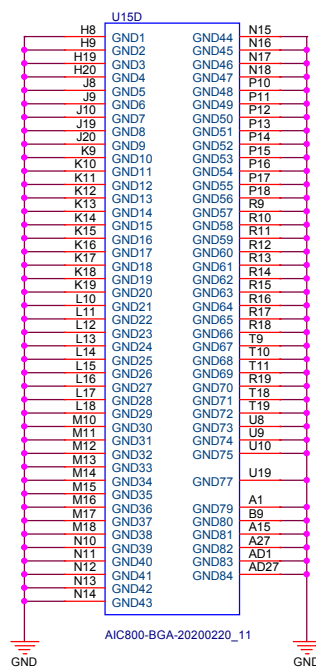 U15D
H8 GND1 GND44 N15
H9 GND2 GND45 N16
H19 GND3 GND46 N17
H20 GND4 GND47 N18
J8 GND5 GND48 P10
J9 GND6 GND49 P11
J10 GND7 GND50 P12
J19 GND8 GND51 P13
J20 GND9 GND52 P14
K9 GND10 GND53 P15
K10 GND11 GND54 P16
K11 GND12 GND55 P17
K12 GND13 GND56 P18
K13 GND14 GND57 R9
K14 GND15 GND58 R10
K15 GND16 GND59 R11
K16 GND17 GND60 R12
K17 GND18 GND61 R13
K18 GND19 GND62 R14
K19 GND20 GND63 R15
L10 GND21 GND64 R16
L11 GND22 GND65 R17
L12 GND23 GND66 R18
L13 GND24 GND67 T9
L14 GND25 GND68 T10
L15 GND26 GND69 T11
L16 GND27 GND70 R19
L17 GND28 GND71 T18
L18 GND29 GND72 T19
M10 GND30 GND73 U8
M11 GND31 GND74 U9
M12 GND32 GND75 U10
M13 GND33
M14 GND34 GND77 U19
M15 GND35
M16 GND36 GND79 A1
M17 GND37 GND80 B9
M18 GND38 GND81 A15
N10 GND39 GND82 A27
N11 GND40 GND83 AD1
N12 GND41 GND84 AD27
N13 GND42
N14 GND43
AIC800-BGA-20200220_11
GND GND